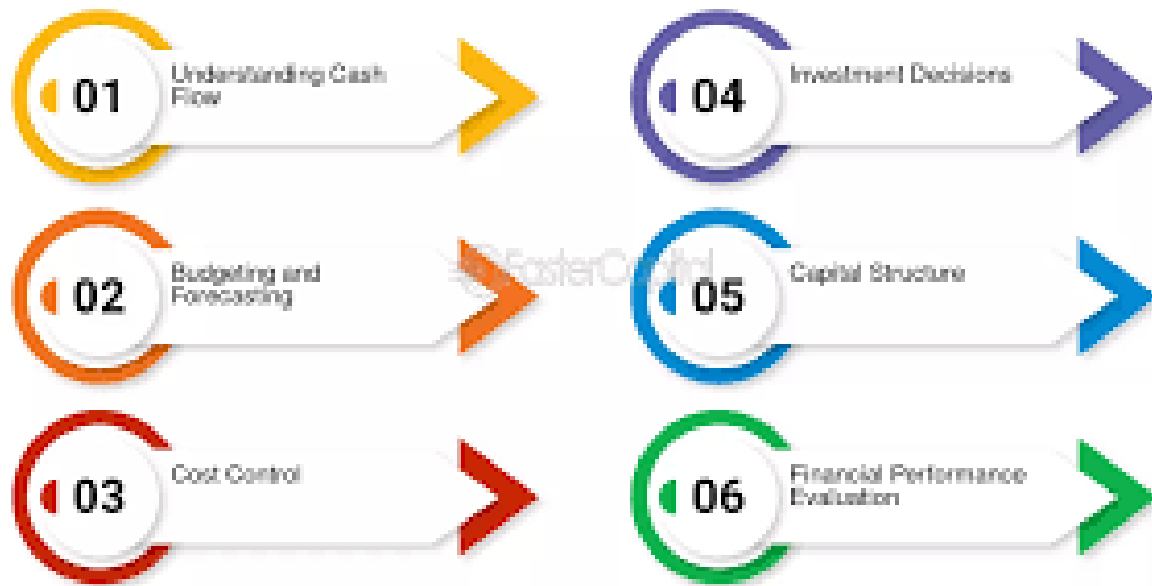 01
Understanding Cash
Flow
02
Budgeting and
Forecasting
03
Cost Control
04
Investment Decisions
05
Capital Structure
06
Financial Performance
Evaluation
FasterCapital